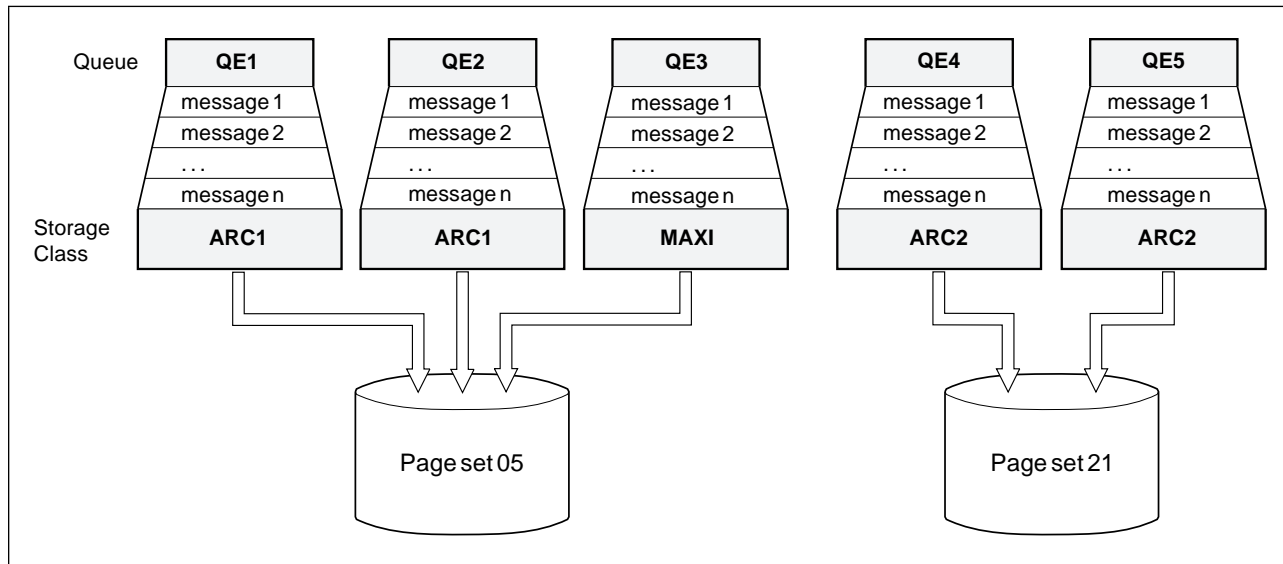 Queue
QE1 QE2 QE3 QE4 QE5
message 1 message 1 message 1 message 1 message 1
message 2 message 2 message 2 message 2 message 2
. . . . . . . . . . . . . . .
message n message n message n message n message n
Storage
Class
ARC1 ARC1 MAXI ARC2 ARC2
Page set 05 Page set 21